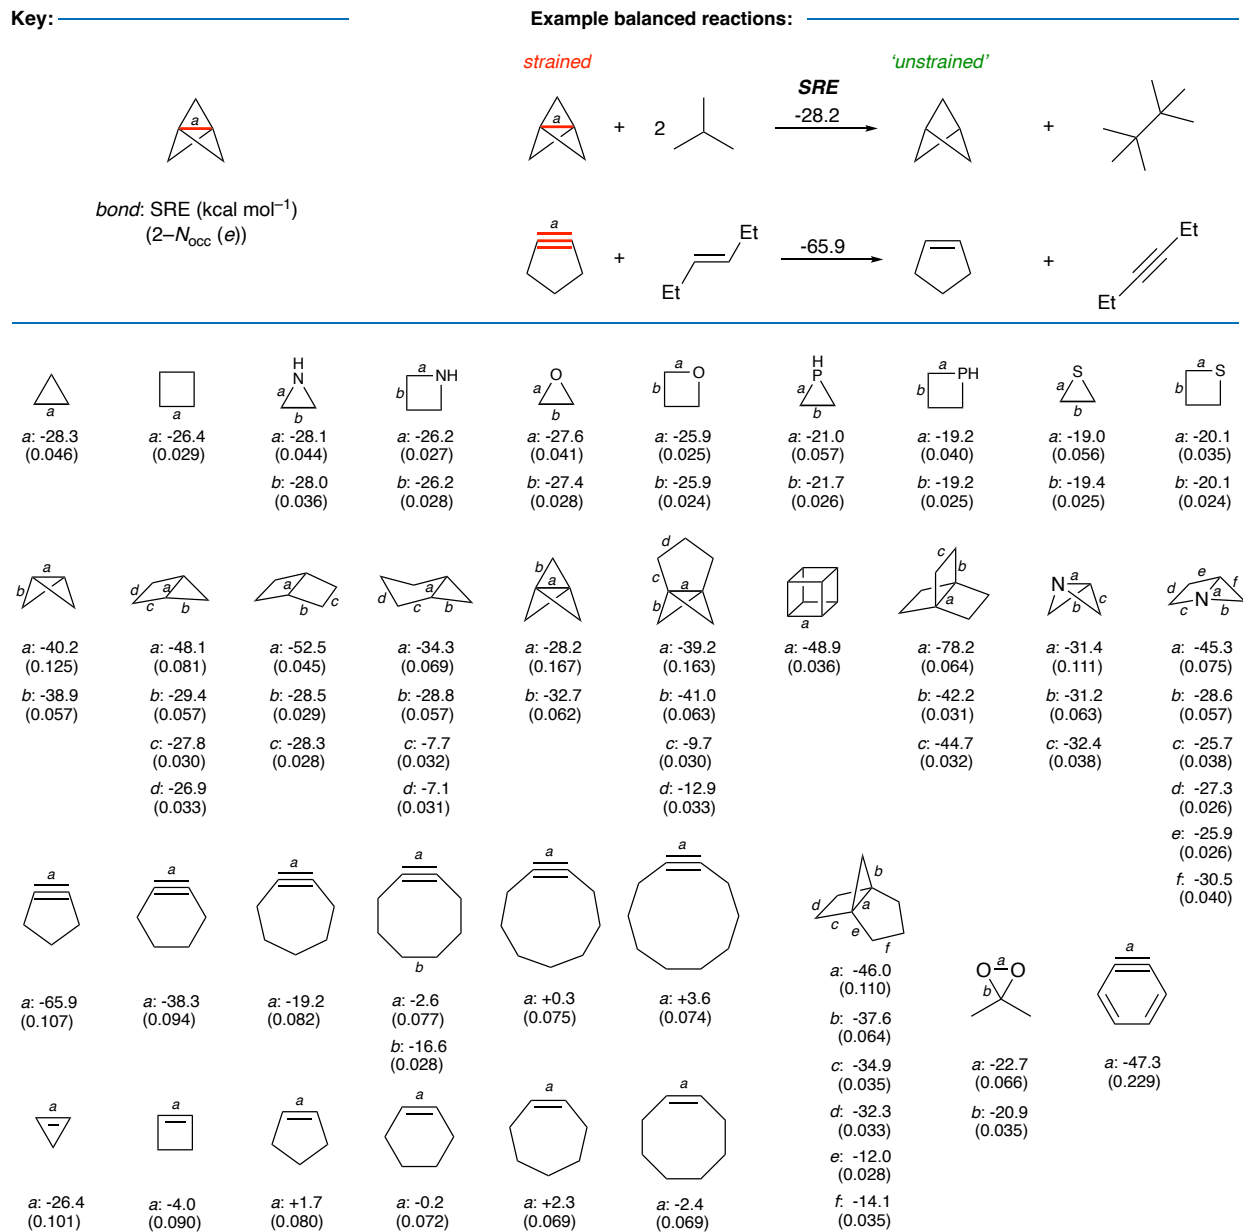 Key:
Example balanced reactions:
strained
'unstrained'
a
bond: SRE (kcal mol–1)
(2–Nocc (e))
a
+
2
SRE
-28.2
+
a
+
Et
Et
-65.9
+
Et
Et
a
a
H
N
a
b
a
NH
b
O
a
b
a
O
b
H
P
a
b
a
PH
b
S
a
b
a
S
b
a: -28.3
(0.046)
a: -26.4
(0.029)
a: -28.1
(0.044)
b: -28.0
(0.036)
a: -26.2
(0.027)
b: -26.2
(0.028)
a: -27.6
(0.041)
b: -27.4
(0.028)
a: -25.9
(0.025)
b: -25.9
(0.024)
a: -21.0
(0.057)
b: -21.7
(0.026)
a: -19.2
(0.040)
b: -19.2
(0.025)
a: -19.0
(0.056)
b: -19.4
(0.025)
a: -20.1
(0.035)
b: -20.1
(0.024)
a
b
d
a
c
b
a
b
c
d
a
c
b
b
a
d
c
a
b
a
c
b
a
a
N
b
c
e
f
d
a
N
c
b
a: -40.2
(0.125)
b: -38.9
(0.057)
a: -48.1
(0.081)
b: -29.4
(0.057)
c: -27.8
(0.030)
d: -26.9
(0.033)
a: -52.5
(0.045)
b: -28.5
(0.029)
c: -28.3
(0.028)
a: -34.3
(0.069)
b: -28.8
(0.057)
c: -7.7
(0.032)
d: -7.1
(0.031)
a: -28.2
(0.167)
b: -32.7
(0.062)
a: -39.2
(0.163)
b: -41.0
(0.063)
c: -9.7
(0.030)
d: -12.9
(0.033)
a: -48.9
(0.036)
a: -78.2
(0.064)
b: -42.2
(0.031)
c: -44.7
(0.032)
a: -31.4
(0.111)
b: -31.2
(0.063)
c: -32.4
(0.038)
a: -45.3
(0.075)
b: -28.6
(0.057)
c: -25.7
(0.038)
d: -27.3
(0.026)
e: -25.9
(0.026)
f: -30.5
(0.040)
a
a
a
a
b
a
a
a: -65.9
(0.107)
a: -38.3
(0.094)
a: -19.2
(0.082)
a: -2.6
(0.077)
b: -16.6
(0.028)
a: +0.3
(0.075)
a: +3.6
(0.074)
b
d
a
c
e
f
a: -46.0
(0.110)
b: -37.6
(0.064)
c: -34.9
(0.035)
d: -32.3
(0.033)
e: -12.0
(0.028)
f: -14.1
(0.035)
O
a
O
b
a: -22.7
(0.066)
b: -20.9
(0.035)
a
a: -47.3
(0.229)
a
a
a
a
a
a
a: -26.4
(0.101)
a: -4.0
(0.090)
a: +1.7
(0.080)
a: -0.2
(0.072)
a: +2.3
(0.069)
a: -2.4
(0.069)